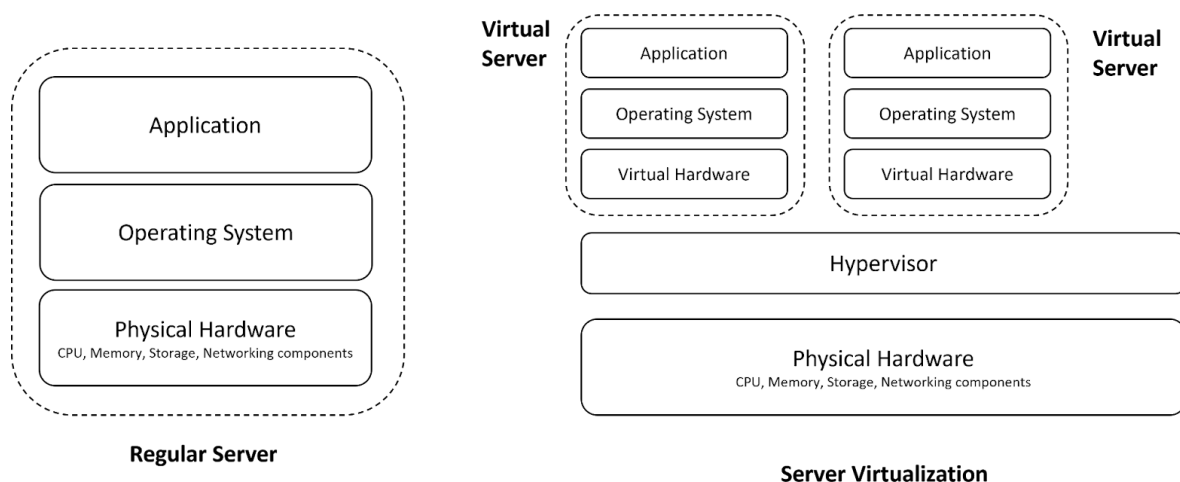 Application
Operating System
Physical Hardware
CPU, Memory, Storage, Networking components
Regular Server
Virtual
Server
Application
Operating System
Virtual Hardware
Application
Operating System
Virtual Hardware
Virtual
Server
Hypervisor
Physical Hardware
CPU, Memory, Storage, Networking components
Server Virtualization